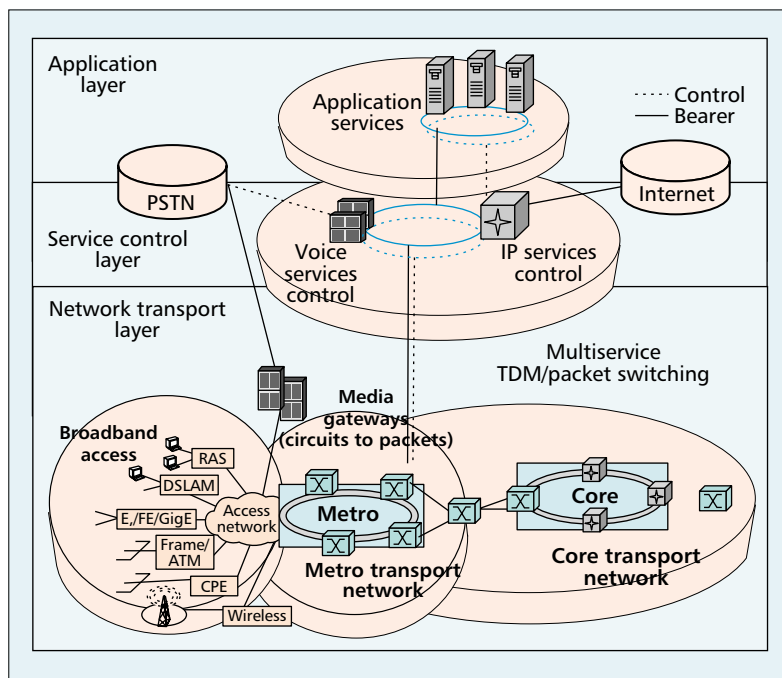 Application
layer
Application
services
Control
Bearer
PSTN
Internet
Service control
layer
Voice
services
control
IP services
control
Network transport
layer
Multiservice
TDM/packet switching
Media
gateways
(circuits to packets)
Broadband
access
RAS
DSLAM
E,/FE/GigE
Access
network
Frame/
ATM
CPE
Wireless
Metro
Metro transport
network
Core
Core transport
network